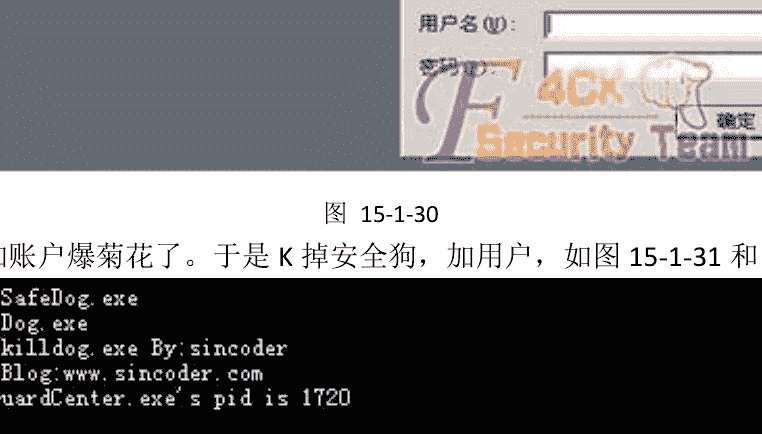 用户名(U):
密码(P):
确定
F4CK
Security Team
图 15-1-30
账户爆菊花了。于是 K 掉安全狗，加用户，如图 15-1-31 和
SafeDog.exe
Dog.exe
killdog.exe By:sincoder
Blog:www.sincoder.com
uardCenter.exe's pid is 1720